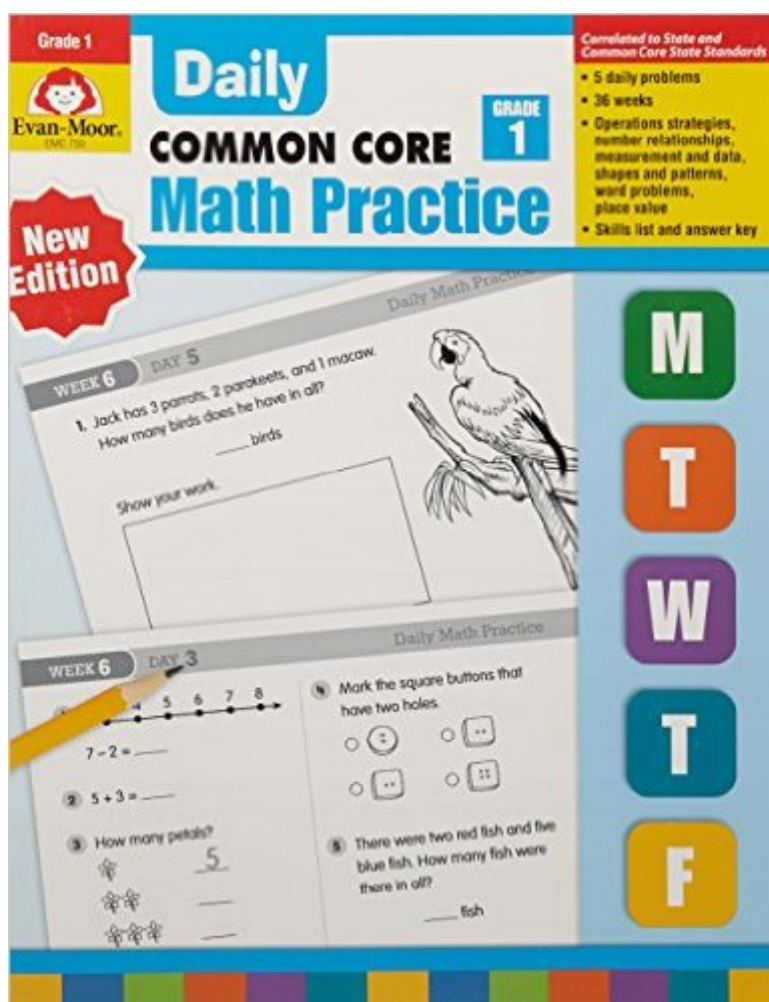 Grade 1
Evan-Moor.
EMC 750
Daily
COMMON CORE
Math Practice
GRADE
1
Correlated to State and
Common Core State Standards
• 5 daily problems
• 36 weeks
• Operations strategies,
number relationships,
measurement and data,
shapes and patterns,
word problems,
place value
• Skills list and answer key
New
Edition
WEEK 6 DAY 5
Daily Math Practice
1. Jack has 3 parrots, 2 parakeets, and 1 macaw.
How many birds does he have in all?
____ birds
Show your work.
WEEK 6 DAY 3
Daily Math Practice
4 5 6 7 8
7 – 2 = ____
2 5 + 3 = ____
3 How many petals?
5
4 Mark the square buttons that
have two holes.
5 There were two red fish and five
blue fish. How many fish were
there in all?
____ fish
M
T
W
T
F